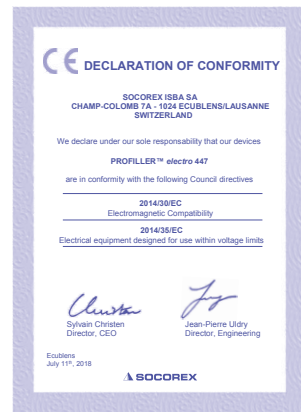 CE DECLARATION OF CONFORMITY
SOCOREX ISBA SA
CHAMP-COLOMB 7A - 1024 ECUBLENS/LAUSANNE
SWITZERLAND
We declare under our sole responsibility that our devices
PROFILLER™ electro 447
are in conformity with the following Council directives
2014/30/EC
Electromagnetic Compatibility
2014/35/EC
Electrical equipment designed for use within voltage limits
Sylvain Christen
Director, CEO
Jean-Pierre Uldry
Director, Engineering
Ecublens
July 11th, 2018
SOCOREX